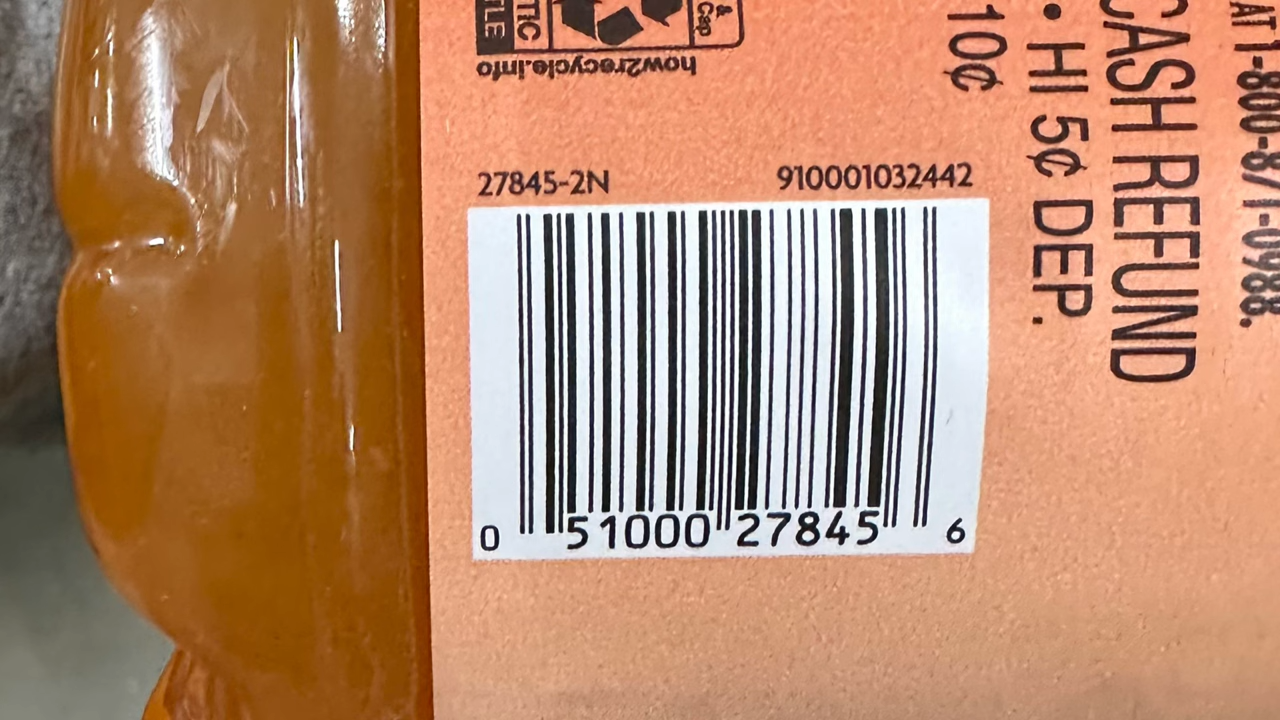 TLE
TIC
& Cap
how2recycle.info
27845-2N
910001032442
0 51000 27845 6
10¢
• HI 5¢ DEP.
CASH REFUND
AT 1-800-871-0988.